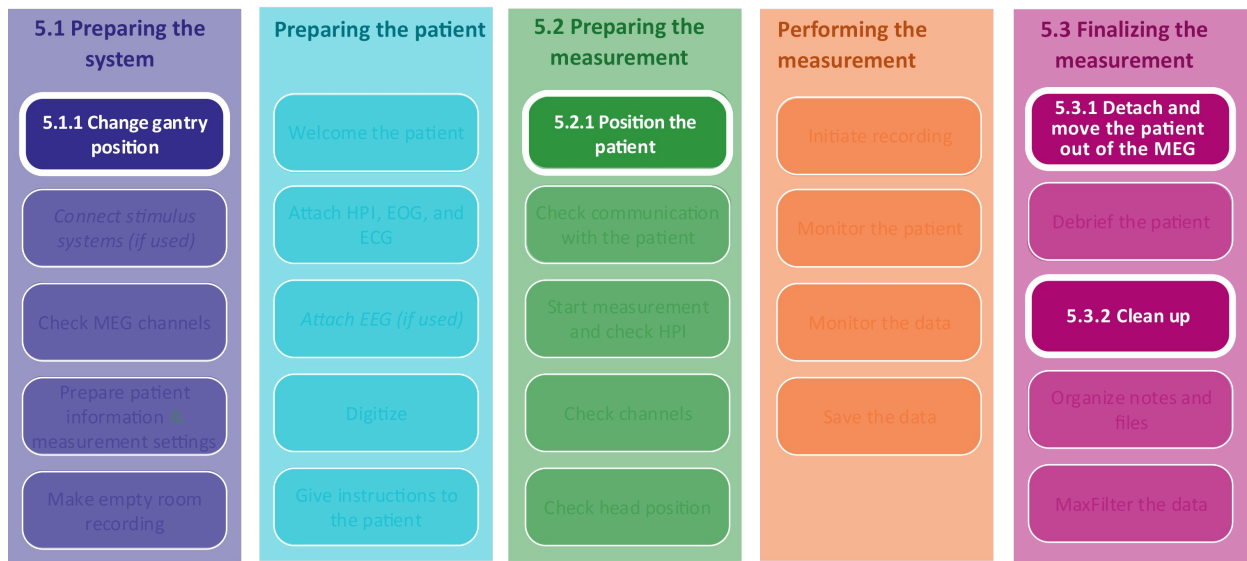 5.1 Preparing the
system
5.1.1 Change gantry
position
Connect stimulus
systems (if used)
Check MEG channels
Prepare patient
information &
measurement settings
Make empty room
recording
Preparing the patient
Welcome the patient
Attach HPI, EOG, and
ECG
Attach EEG (if used)
Digitize
Give instructions to
the patient
5.2 Preparing the
measurement
5.2.1 Position the
patient
Check communication
with the patient
Start measurement
and check HPI
Check channels
Check head position
Performing the
measurement
Initiate recording
Monitor the patient
Monitor the data
Save the data
5.3 Finalizing the
measurement
5.3.1 Detach and
move the patient
out of the MEG
Debrief the patient
5.3.2 Clean up
Organize notes and
files
MaxFilter the data